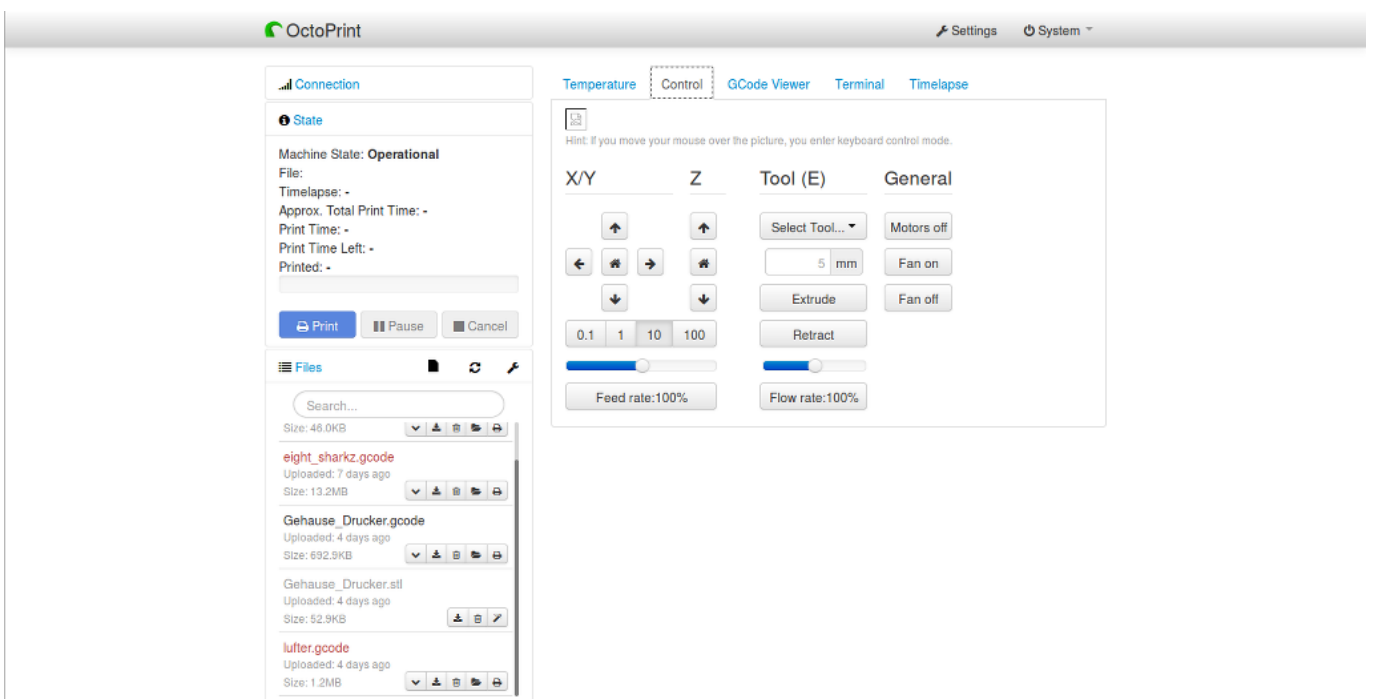 OctoPrint
Settings
System
Connection
State
Machine State: Operational
File:
Timelapse: -
Approx. Total Print Time: -
Print Time: -
Print Time Left: -
Printed: -
Print
Pause
Cancel
Files
Search...
Size: 46.0KB
eight_sharkz.gcode
Uploaded: 7 days ago
Size: 13.2MB
Gehause_Drucker.gcode
Uploaded: 4 days ago
Size: 692.9KB
Gehause_Drucker.stl
Uploaded: 4 days ago
Size: 52.9KB
lufter.gcode
Uploaded: 4 days ago
Size: 1.2MB
Temperature
Control
GCode Viewer
Terminal
Timelapse
Hint: If you move your mouse over the picture, you enter keyboard control mode.
X/Y
0.1 1 10 100
Feed rate:100%
Z
Tool (E)
Select Tool...
5 mm
Extrude
Retract
Flow rate:100%
General
Motors off
Fan on
Fan off